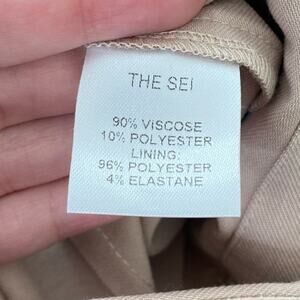 THE SEI
90% VISCOSE
10% POLYESTER
LINING:
96% POLYESTER
4% ELASTANE